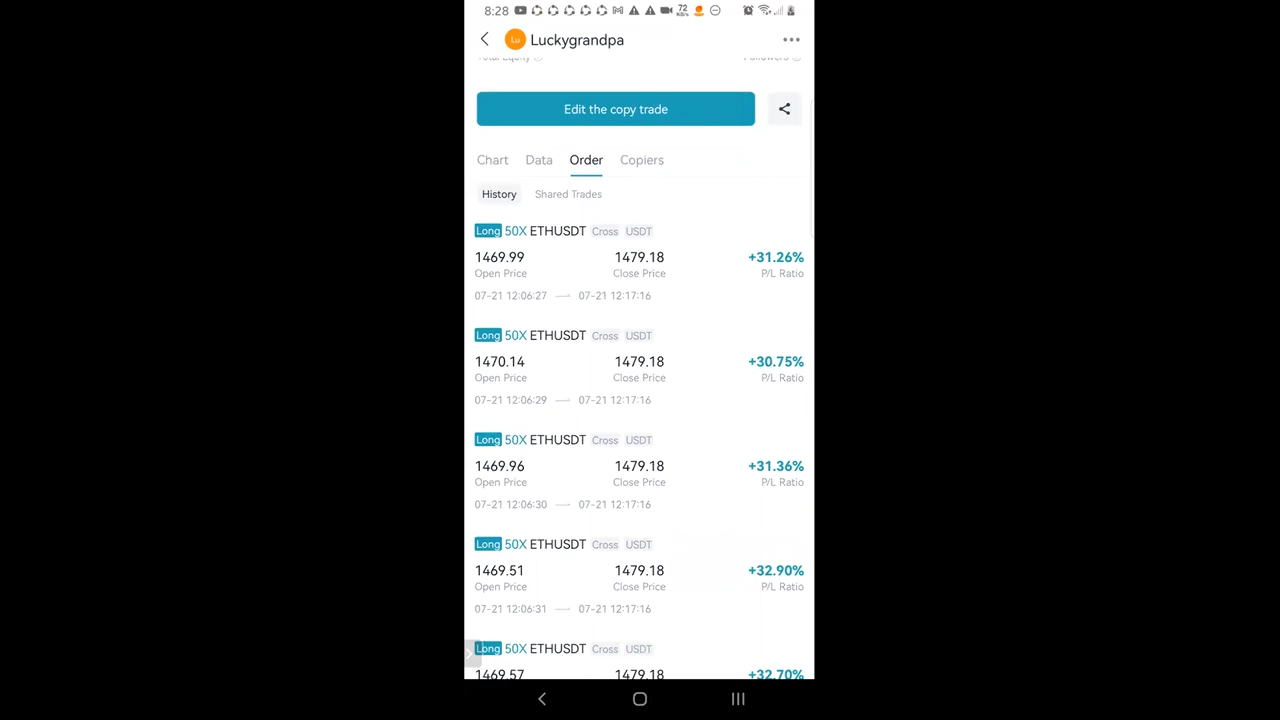 8:28 72 KB/s
Lu Luckygrandpa
Total Equity Followers
Edit the copy trade
Chart Data Order Copiers
History Shared Trades
Long 50X ETHUSDT Cross USDT
1469.99 1479.18 +31.26%
Open Price Close Price P/L Ratio
07-21 12:06:27 07-21 12:17:16
Long 50X ETHUSDT Cross USDT
1470.14 1479.18 +30.75%
Open Price Close Price P/L Ratio
07-21 12:06:29 07-21 12:17:16
Long 50X ETHUSDT Cross USDT
1469.96 1479.18 +31.36%
Open Price Close Price P/L Ratio
07-21 12:06:30 07-21 12:17:16
Long 50X ETHUSDT Cross USDT
1469.51 1479.18 +32.90%
Open Price Close Price P/L Ratio
07-21 12:06:31 07-21 12:17:16
Long 50X ETHUSDT Cross USDT
1469.57 1479.18 +32.70%